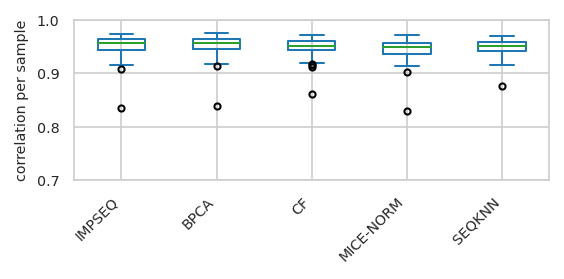 correlation per sample
1.0
0.9
0.8
0.7
IMPSEQ
BPCA
CF
MICE-NORM
SEQKNN